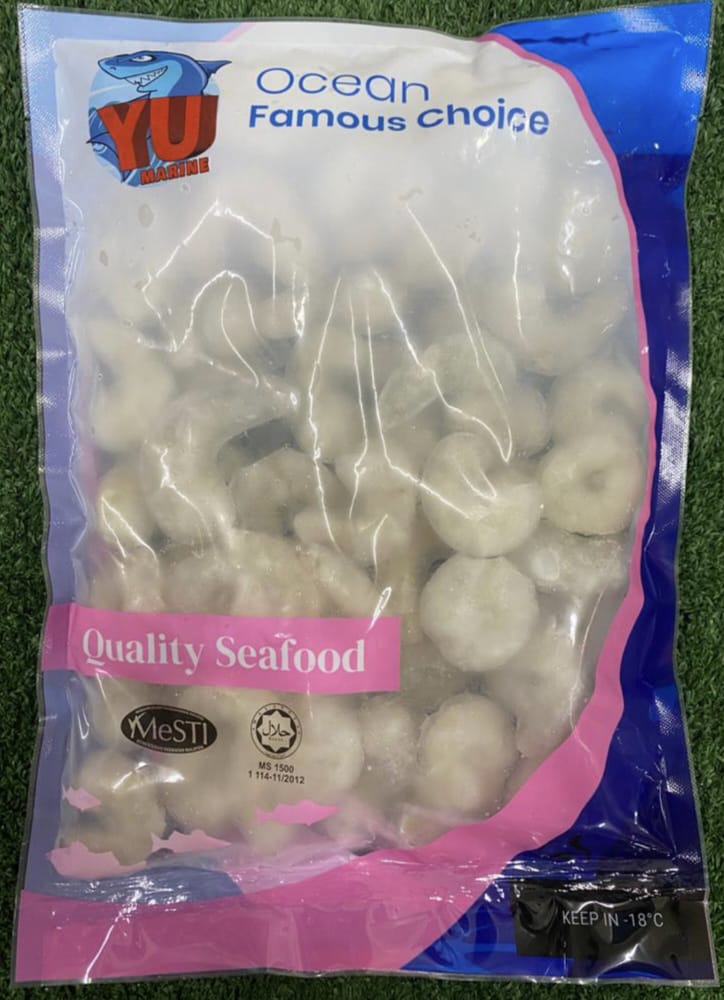 YU
MARINE
Ocean
Famous choice
Quality Seafood
MeSTI
حلال
MS 1500
1 114-11/2012
KEEP IN -18°C